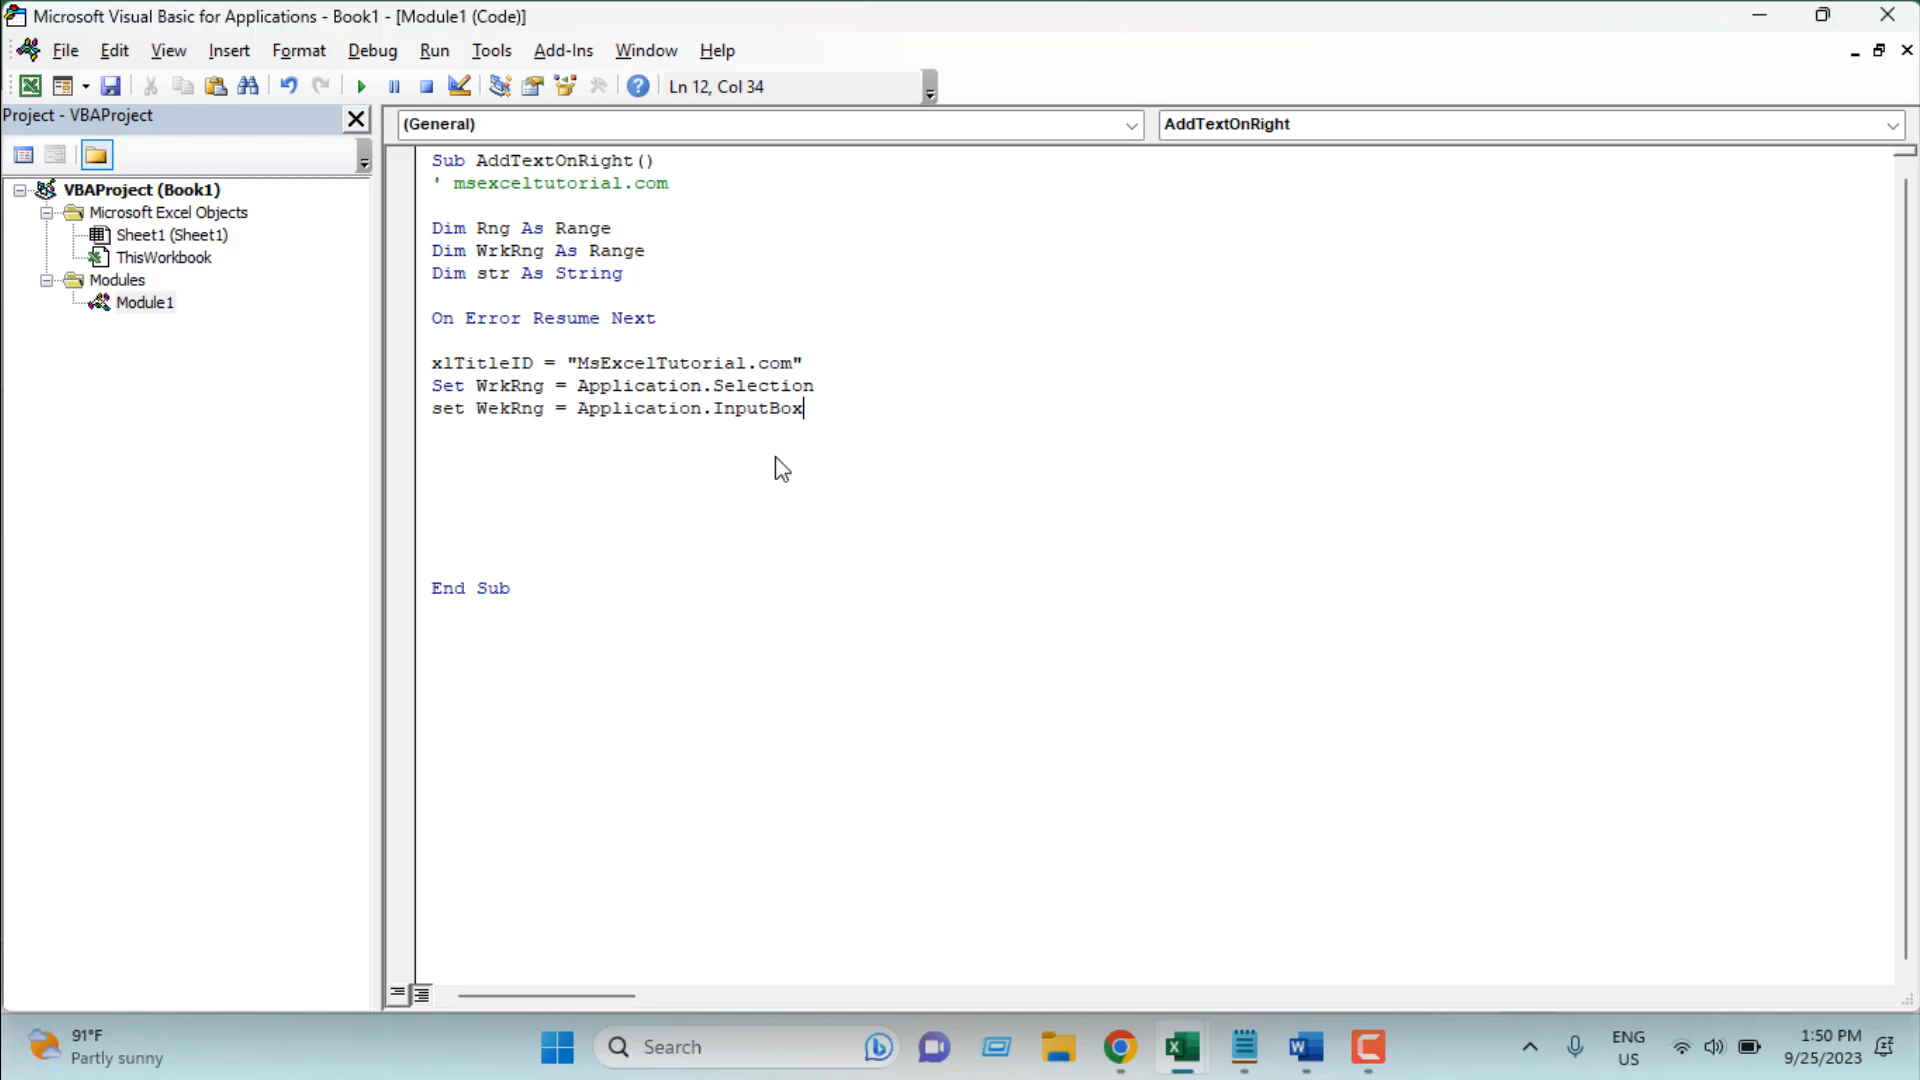 Microsoft Visual Basic for Applications - Book1 - [Module1 (Code)]
File Edit View Insert Format Debug Run Tools Add-Ins Window Help
Ln 12, Col 34
Project - VBAProject
(General)
AddTextOnRight
VBAProject (Book1)
Microsoft Excel Objects
Sheet1 (Sheet1)
ThisWorkbook
Modules
Module1
Sub AddTextOnRight()
' msexceltutorial.com
Dim Rng As Range
Dim WrkRng As Range
Dim str As String
On Error Resume Next
xlTitleID = "MsExcelTutorial.com"
Set WrkRng = Application.Selection
set WekRng = Application.InputBox
End Sub
91°F
Partly sunny
Search
ENG
US
1:50 PM
9/25/2023